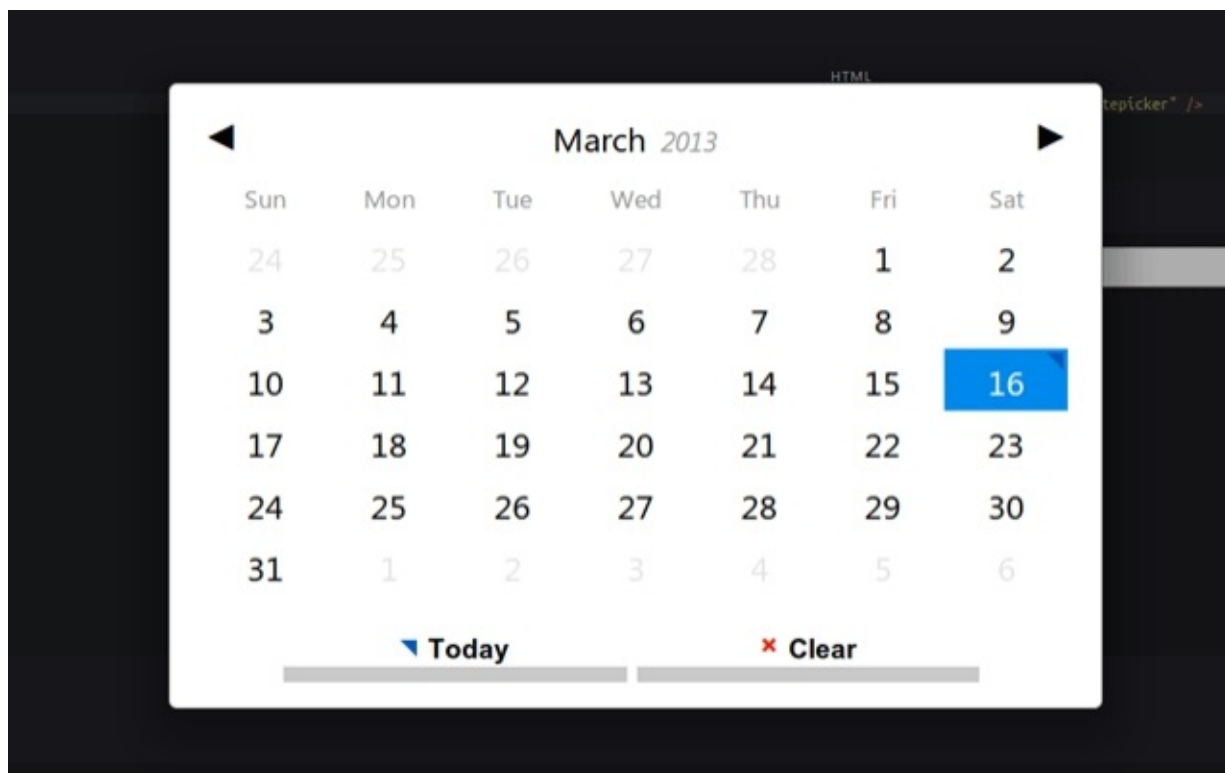 HTML
tepicker" />
March 2013
Sun Mon Tue Wed Thu Fri Sat
24 25 26 27 28 1 2
3 4 5 6 7 8 9
10 11 12 13 14 15 16
17 18 19 20 21 22 23
24 25 26 27 28 29 30
31 1 2 3 4 5 6
Today Clear